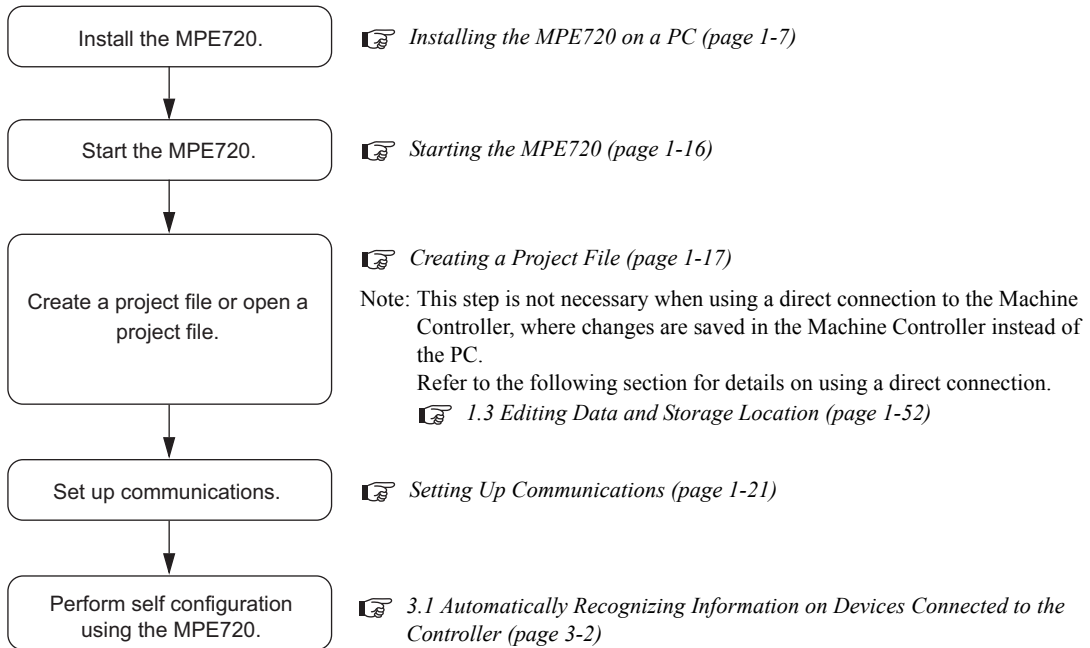 Install the MPE720.
Installing the MPE720 on a PC (page 1-7)
Start the MPE720.
Starting the MPE720 (page 1-16)
Create a project file or open a
project file.
Creating a Project File (page 1-17)
Note: This step is not necessary when using a direct connection to the Machine
Controller, where changes are saved in the Machine Controller instead of
the PC.
Refer to the following section for details on using a direct connection.
1.3 Editing Data and Storage Location (page 1-52)
Set up communications.
Setting Up Communications (page 1-21)
Perform self configuration
using the MPE720.
3.1 Automatically Recognizing Information on Devices Connected to the
Controller (page 3-2)